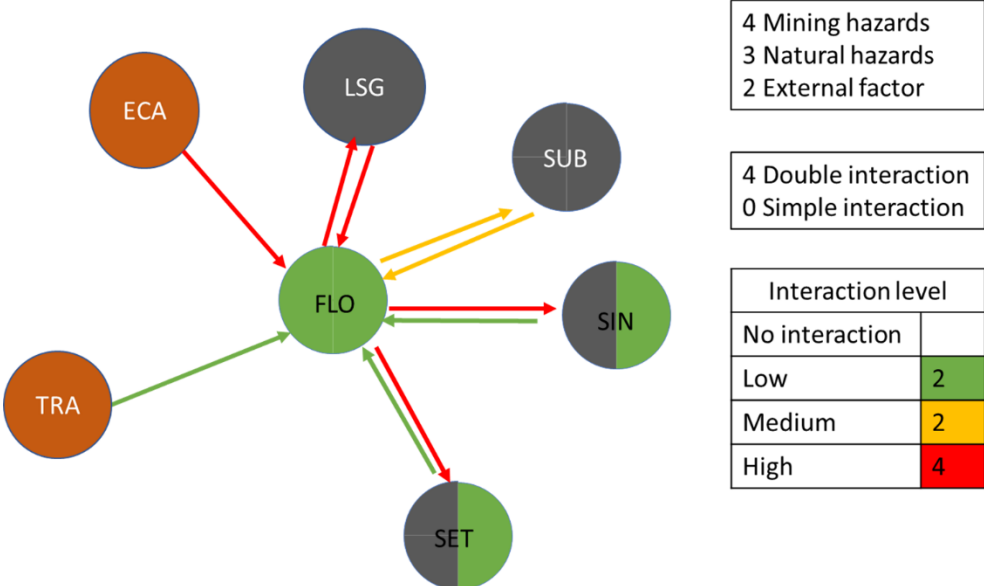 4 Mining hazards
3 Natural hazards
2 External factor
ECA
LSG
SUB
4 Double interaction
0 Simple interaction
FLO
SIN
TRA
SET
Interaction level
No interaction
Low 2
Medium 2
High 4